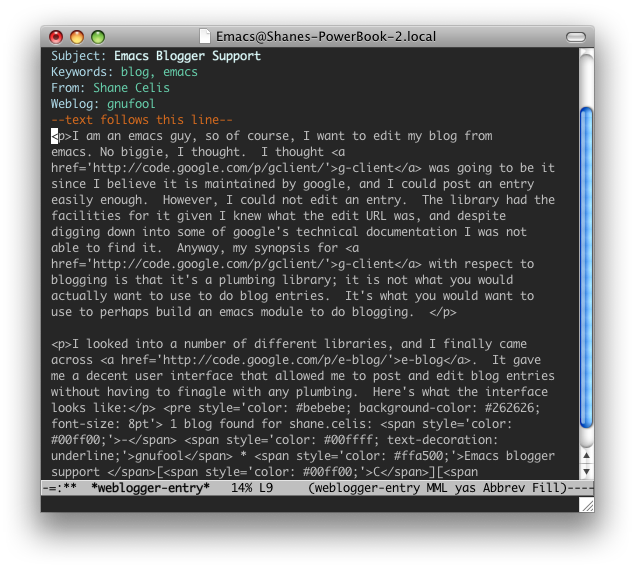 Emacs@Shanes-PowerBook-2.local
Subject: Emacs Blogger Support
Keywords: blog, emacs
From: Shane Celis
Weblog: gnufool
--text follows this line--
<p>I am an emacs guy, so of course, I want to edit my blog from
emacs. No biggie, I thought.  I thought <a
href='http://code.google.com/p/gclient/'>g-client</a> was going to be it
since I believe it is maintained by google, and I could post an entry
easily enough.  However, I could not edit an entry.  The library had the
facilities for it given I knew what the edit URL was, and despite
digging down into some of google's technical documentation I was not
able to find it.  Anyway, my synopsis for <a
href='http://code.google.com/p/gclient/'>g-client</a> with respect to
blogging is that it's a plumbing library; it is not what you would
actually want to use to do blog entries.  It's what you would want to
use to perhaps build an emacs module to do blogging.  </p>
<p>I looked into a number of different libraries, and I finally came
across <a href='http://code.google.com/p/e-blog/'>e-blog</a>.  It gave
me a decent user interface that allowed me to post and edit blog entries
without having to finagle with any plumbing.  Here's what the interface
looks like:</p> <pre style='color: #bebebe; background-color: #262626;
font-size: 8pt'> 1 blog found for shane.celis: <span style='color:
#00ff00;'>-</span> <span style='color: #00ffff; text-decoration:
underline;'>gnufool</span> * <span style='color: #ffa500;'>Emacs blogger
support </span>[<span style='color: #00ff00;'>C</span>][<span
-=:**  *weblogger-entry*   14% L9     (weblogger-entry MML yas Abbrev Fill)----